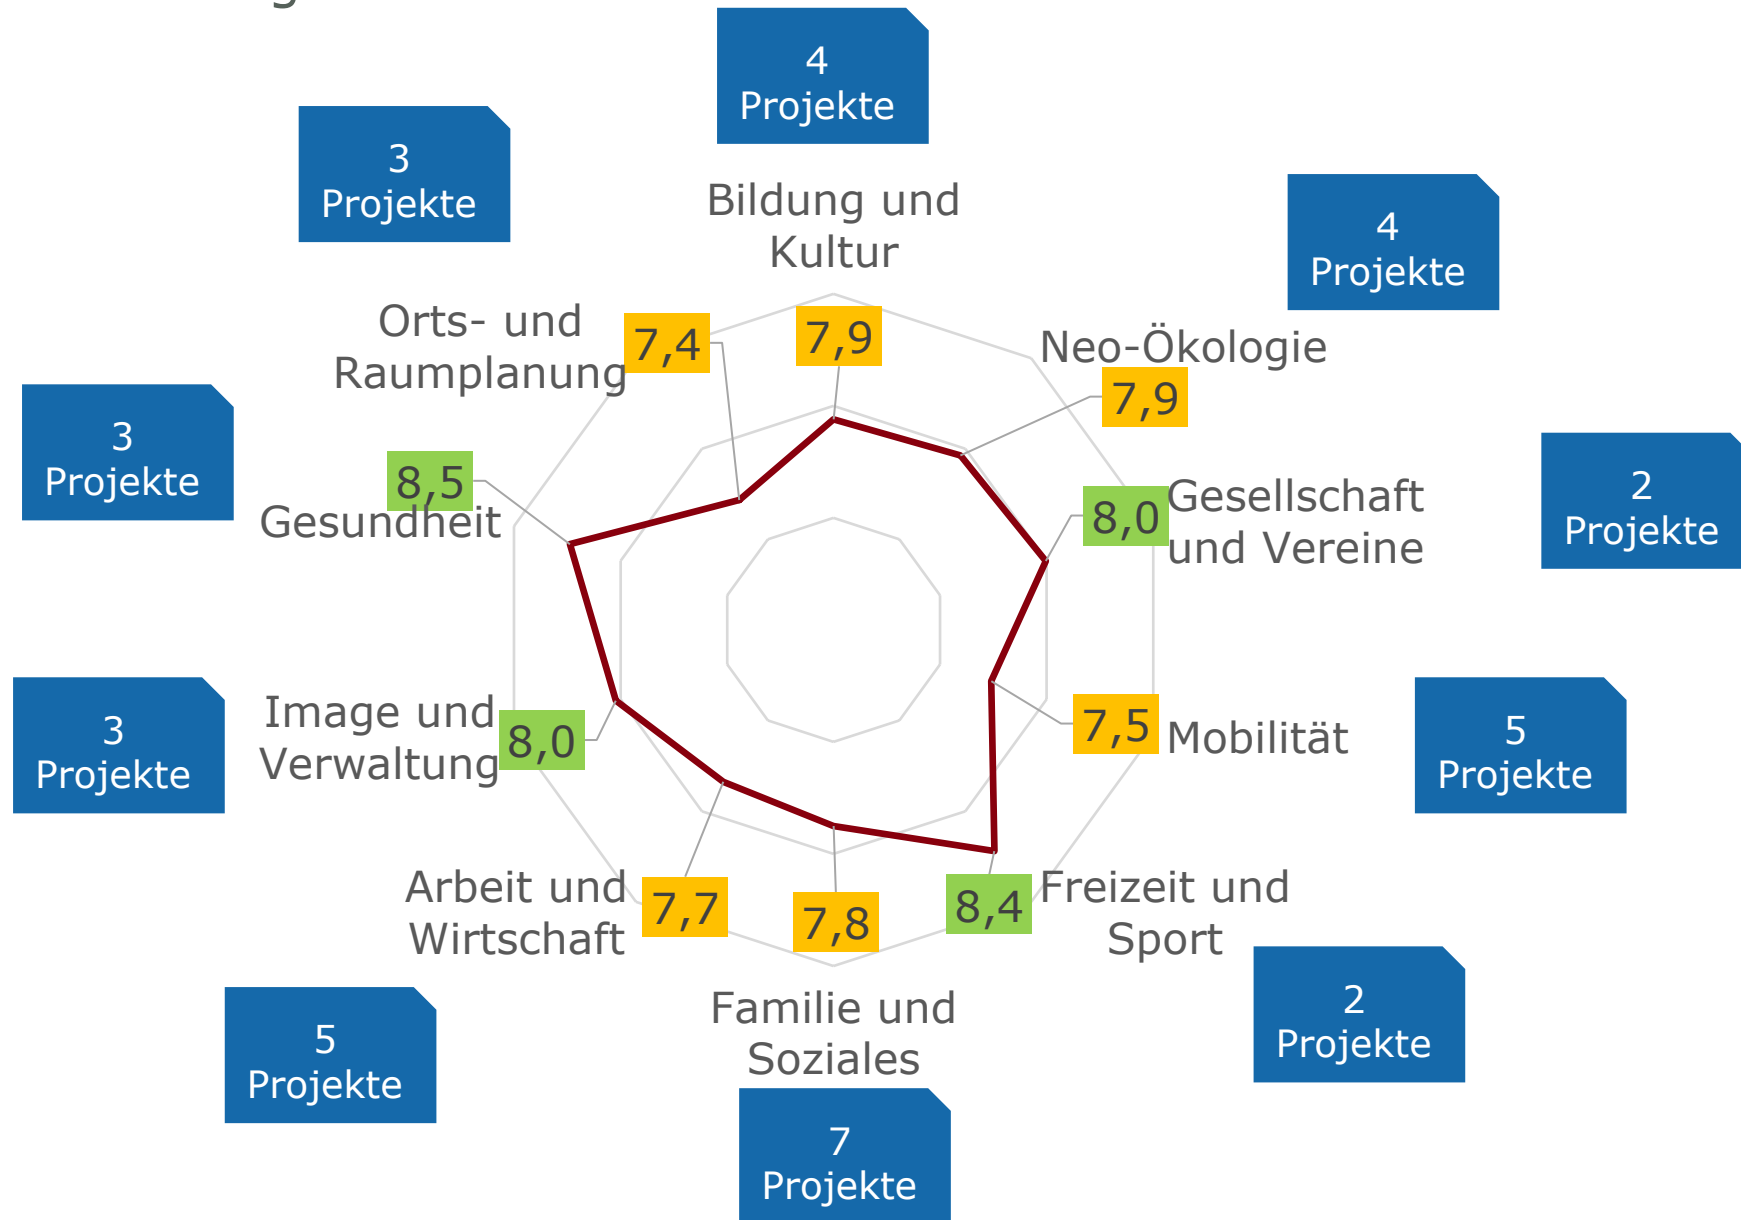 4
Projekte
3
Projekte
4
Projekte
Bildung und
Kultur
Orts- und
Raumplanung
7,4
7,9
Neo-Ökologie
7,9
3
Projekte
8,5
Gesundheit
8,0
Gesellschaft
und Vereine
2
Projekte
3
Projekte
Image und
Verwaltung
8,0
7,5
Mobilität
5
Projekte
Arbeit und
Wirtschaft
7,7
7,8
8,4
Freizeit und
Sport
5
Projekte
Familie und
Soziales
2
Projekte
7
Projekte